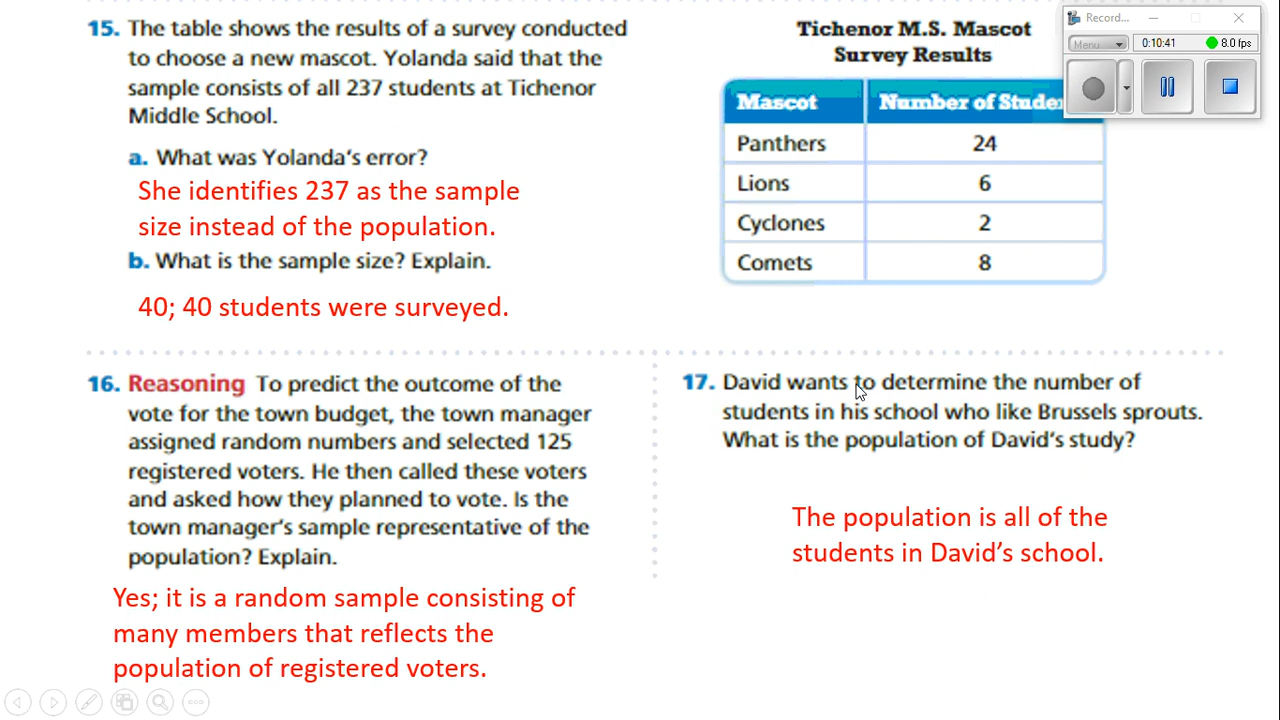 15. The table shows the results of a survey conducted
to choose a new mascot. Yolanda said that the
sample consists of all 237 students at Tichenor
Middle School.
a. What was Yolanda's error?
She identifies 237 as the sample
size instead of the population.
b. What is the sample size? Explain.
40; 40 students were surveyed.
Tichenor M.S. Mascot
Survey Results
Mascot Number of Stude
Panthers 24
Lions 6
Cyclones 2
Comets 8
Record...
Menu 0:10:41 8.0 fps
16. Reasoning To predict the outcome of the
vote for the town budget, the town manager
assigned random numbers and selected 125
registered voters. He then called these voters
and asked how they planned to vote. Is the
town manager's sample representative of the
population? Explain.
Yes; it is a random sample consisting of
many members that reflects the
population of registered voters.
17. David wants to determine the number of
students in his school who like Brussels sprouts.
What is the population of David's study?
The population is all of the
students in David's school.